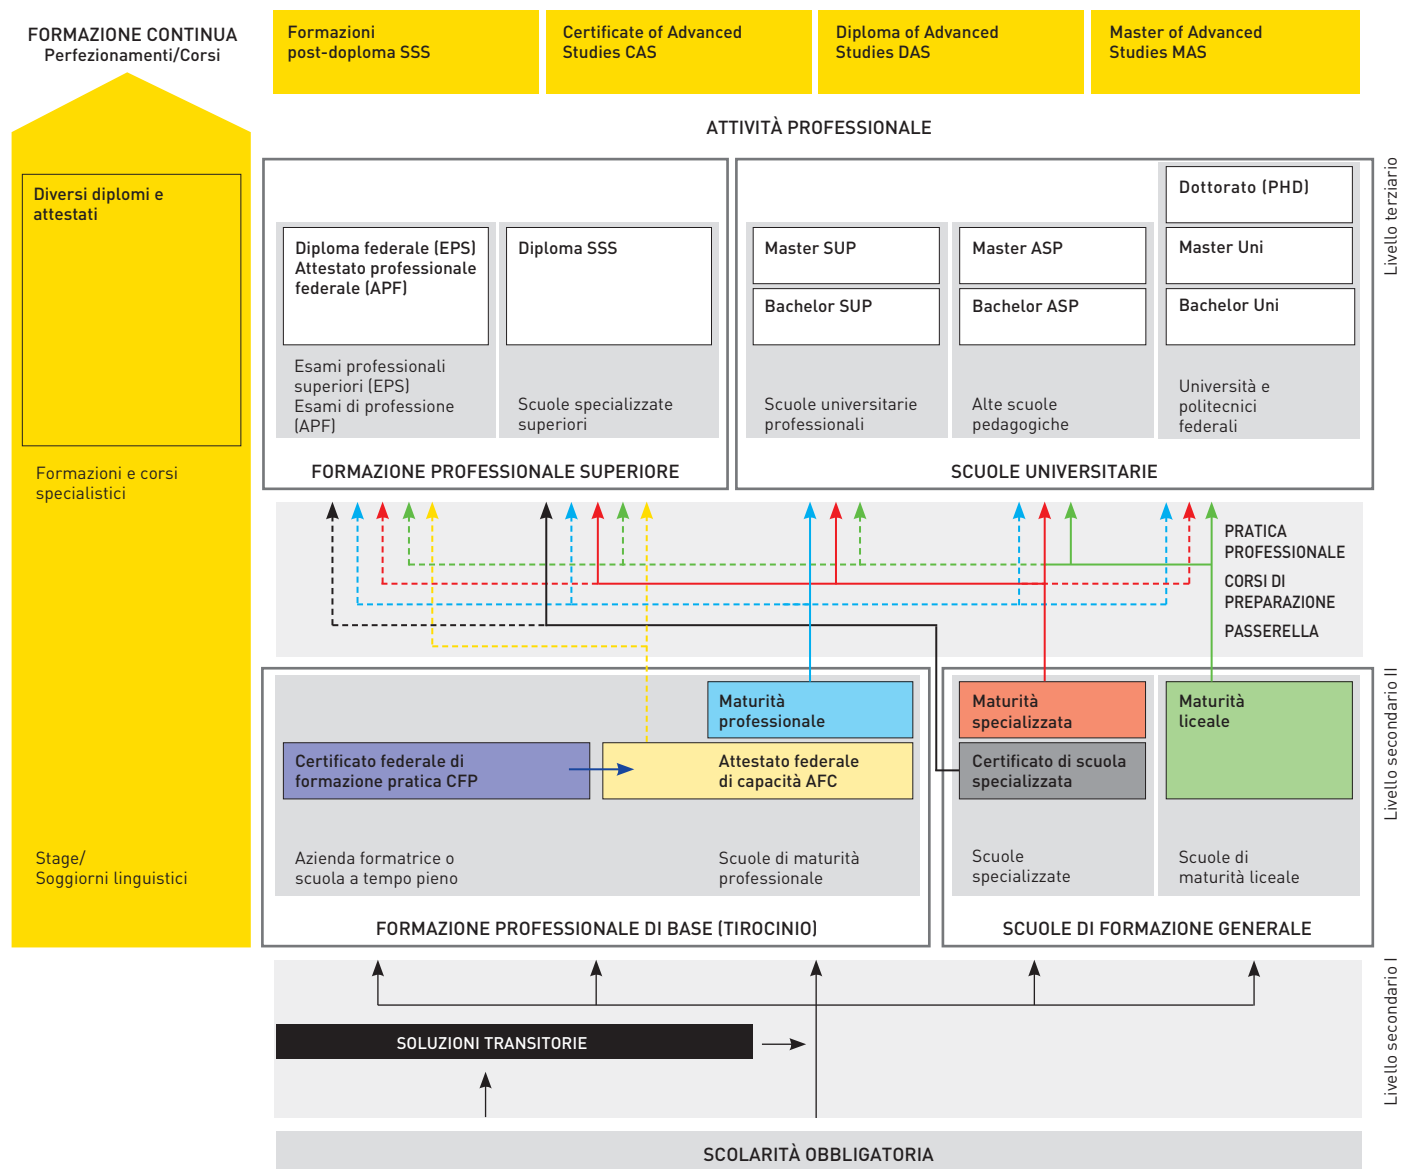 FORMAZIONE CONTINUA
Perfezionamenti/Corsi
Formazioni
post-doploma SSS
Certificate of Advanced
Studies CAS
Diploma of Advanced
Studies DAS
Master of Advanced
Studies MAS
ATTIVITÀ PROFESSIONALE
Livello terziario
Diversi diplomi e
attestati
Formazioni e corsi
specialistici
Stage/
Soggiorni linguistici
Diploma federale (EPS)
Attestato professionale
federale (APF)
Esami professionali
superiori (EPS)
Esami di professione
(APF)
Diploma SSS
Scuole specializzate
superiori
FORMAZIONE PROFESSIONALE SUPERIORE
Master SUP
Bachelor SUP
Scuole universitarie
professionali
Master ASP
Bachelor ASP
Alte scuole
pedagogiche
Dottorato (PHD)
Master Uni
Bachelor Uni
Università e
politecnici
federali
SCUOLE UNIVERSITARIE
PRATICA
PROFESSIONALE
CORSI DI
PREPARAZIONE
PASSERELLA
Livello secondario II
Maturità
professionale
Certificato federale di
formazione pratica CFP
Attestato federale
di capacità AFC
Azienda formatrice o
scuola a tempo pieno
Scuole di maturità
professionale
FORMAZIONE PROFESSIONALE DI BASE (TIROCINIO)
Maturità
specializzata
Certificato di scuola
specializzata
Scuole
specializzate
Maturità
liceale
Scuole di
maturità liceale
SCUOLE DI FORMAZIONE GENERALE
Livello secondario I
SOLUZIONI TRANSITORIE
SCOLARITÀ OBBLIGATORIA